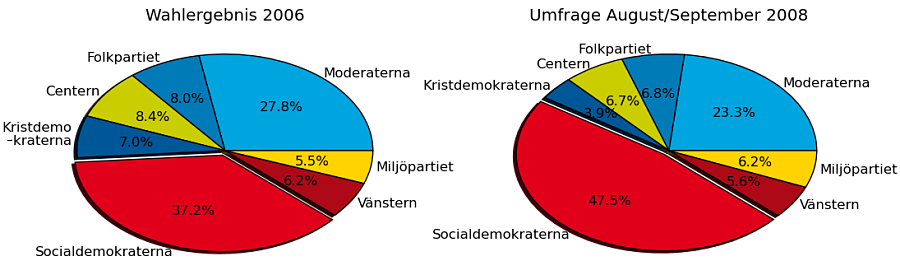 Wahlergebnis 2006
Folkpartiet
Moderaterna
Centern
8.0%
27.8%
8.4%
Kristdemo
–kraterna
7.0%
5.5%
Miljöpartiet
6.2%
Vänstern
37.2%
Socialdemokraterna
Umfrage August/September 2008
Folkpartiet
Centern
Moderaterna
Kristdemokraterna
6.8%
6.7%
3.9%
23.3%
6.2%
Miljöpartiet
5.6%
Vänstern
47.5%
Socialdemokraterna